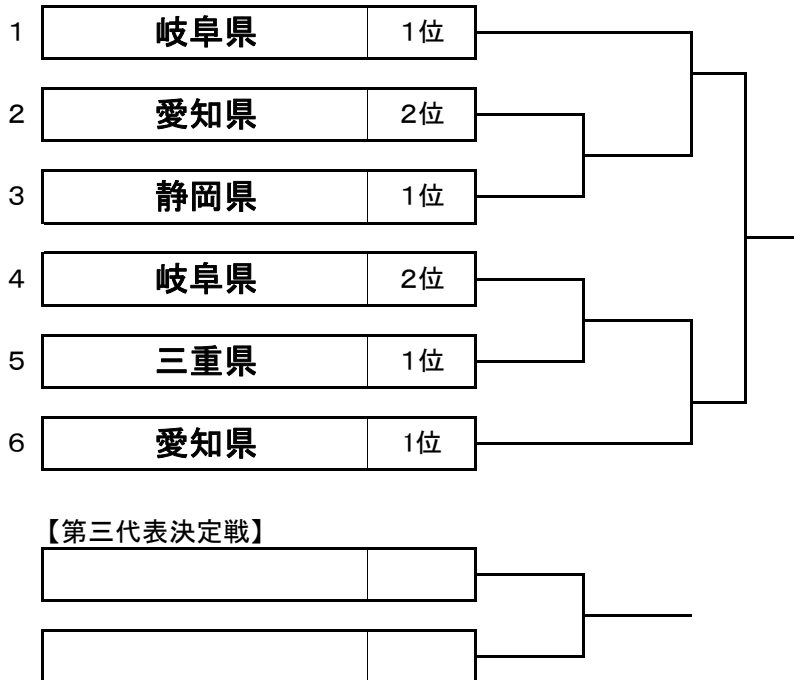 1 岐阜県 1位
2 愛知県 2位
3 静岡県 1位
4 岐阜県 2位
5 三重県 1位
6 愛知県 1位
【第三代表決定戦】